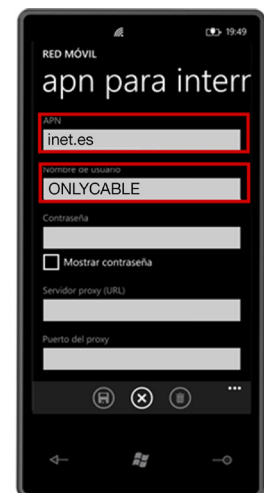 19:49
RED MÓVIL
apn para interr
APN
inet.es
Nombre de usuario
ONLYCABLE
Contraseña
Mostrar contraseña
Servidor proxy (URL)
Puerto del proxy